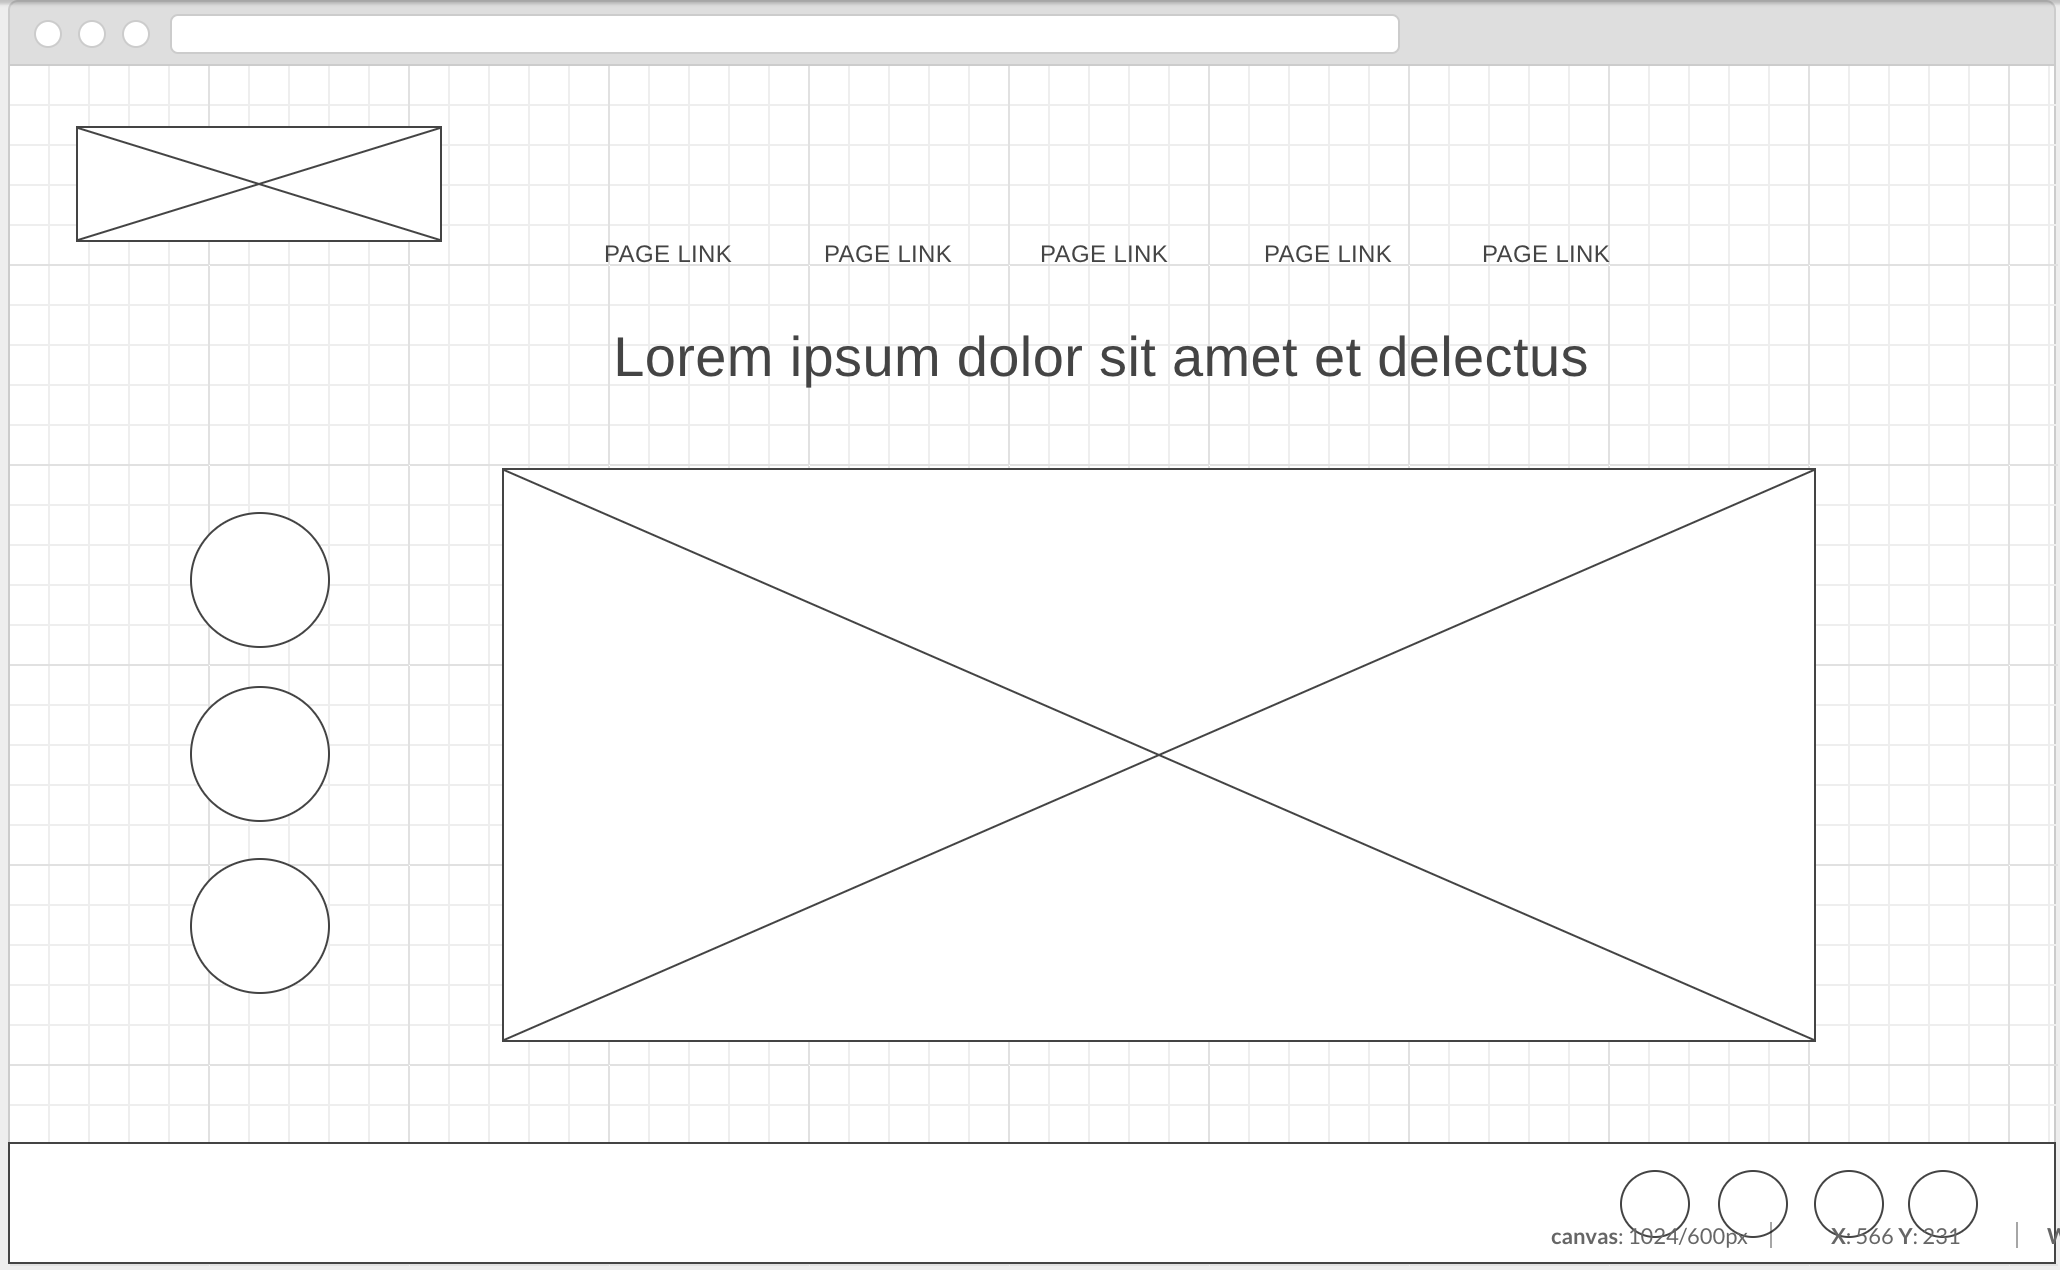 PAGE LINK PAGE LINK PAGE LINK PAGE LINK PAGE LINK
Lorem ipsum dolor sit amet et delectus
canvas: 1024/600px | X: 566 Y: 231 |